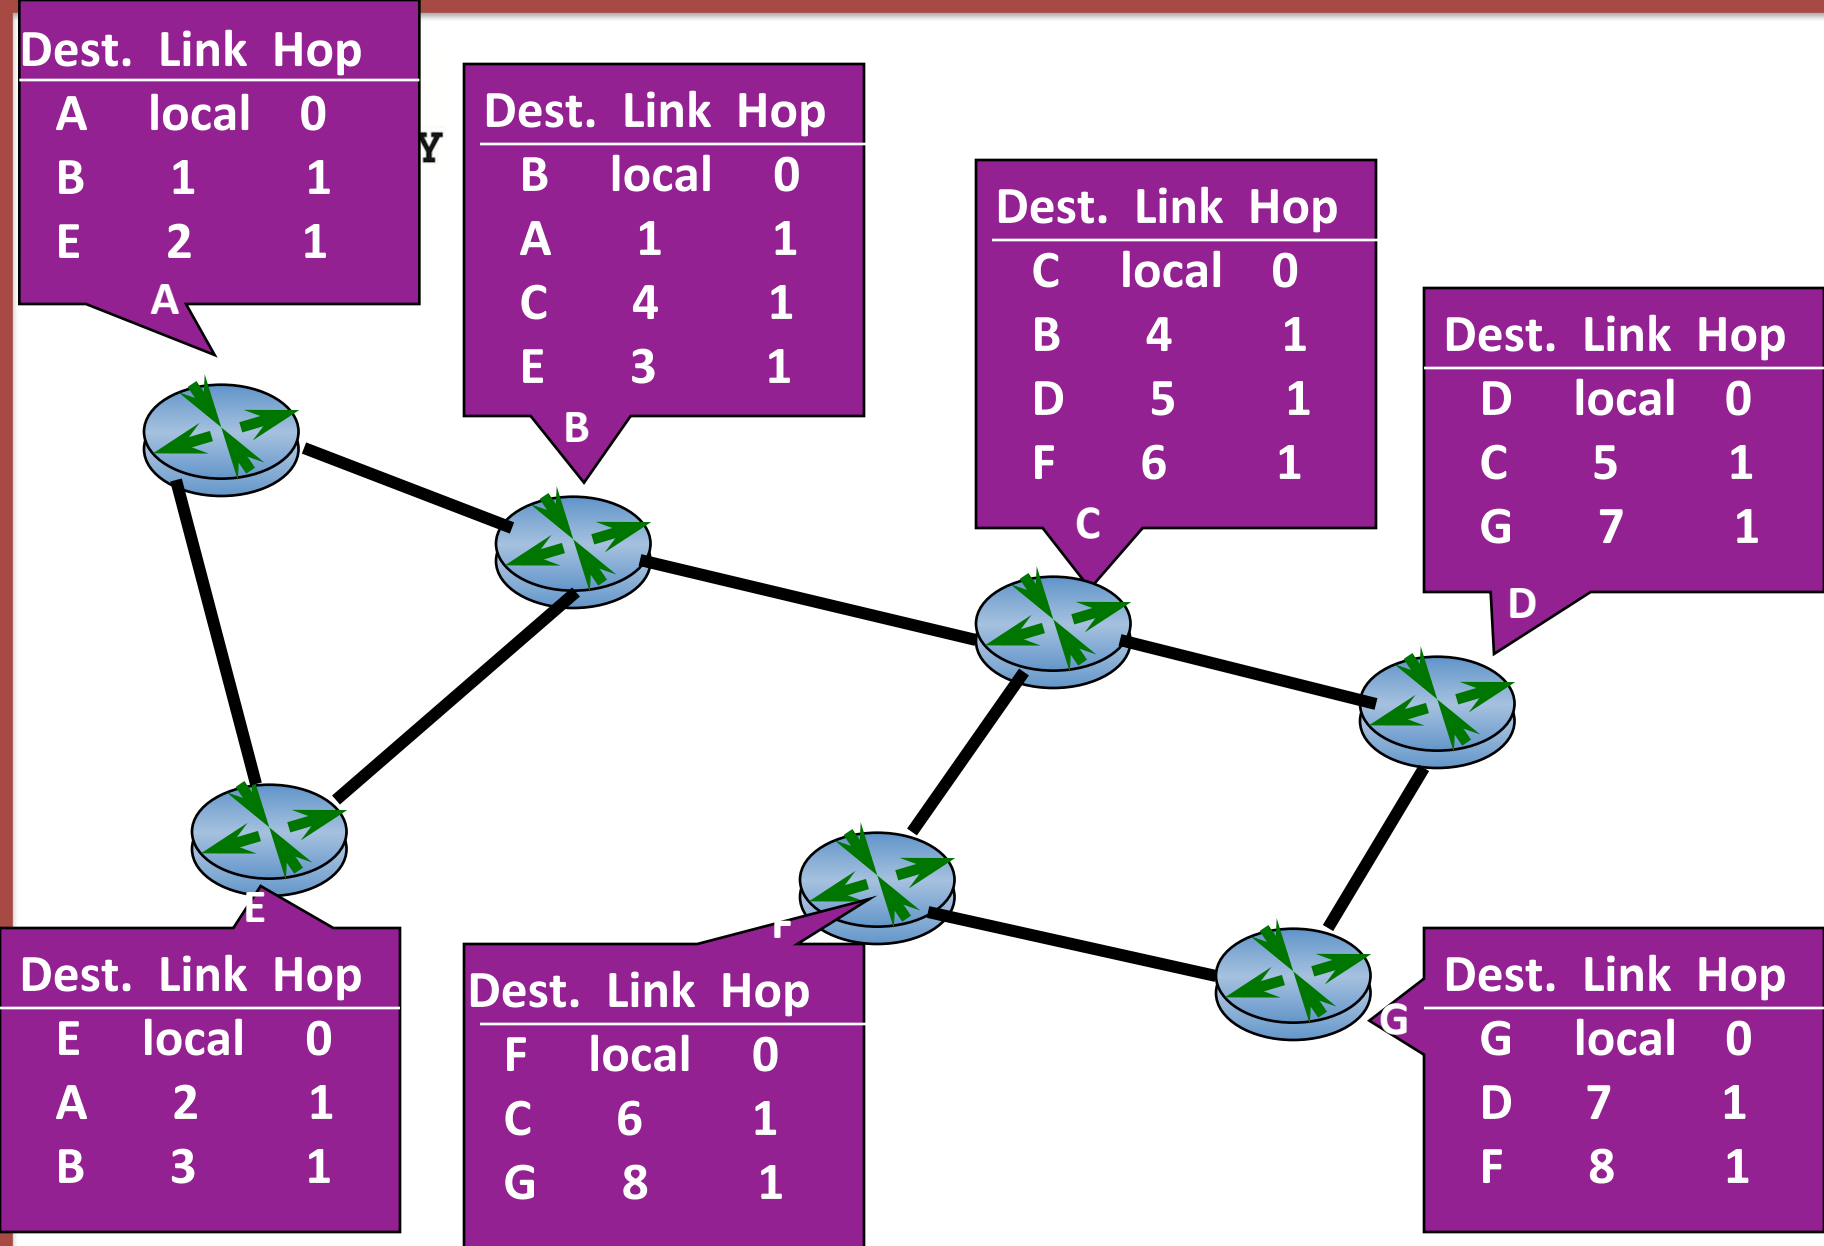 Dest. Link Hop
A local 0
B 1 1
E 2 1
A
Y
Dest. Link Hop
B local 0
A 1 1
C 4 1
E 3 1
B
Dest. Link Hop
C local 0
B 4 1
D 5 1
F 6 1
C
Dest. Link Hop
D local 0
C 5 1
G 7 1
D
E
Dest. Link Hop
E local 0
A 2 1
B 3 1
F
Dest. Link Hop
F local 0
C 6 1
G 8 1
G
Dest. Link Hop
G local 0
D 7 1
F 8 1